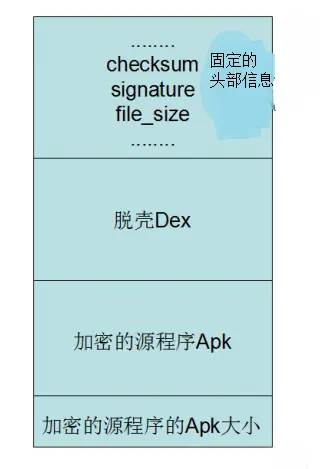 ........
checksum
signature
file_size
........
固定的
头部信息
脱壳Dex
加密的源程序Apk
加密的源程序的Apk大小